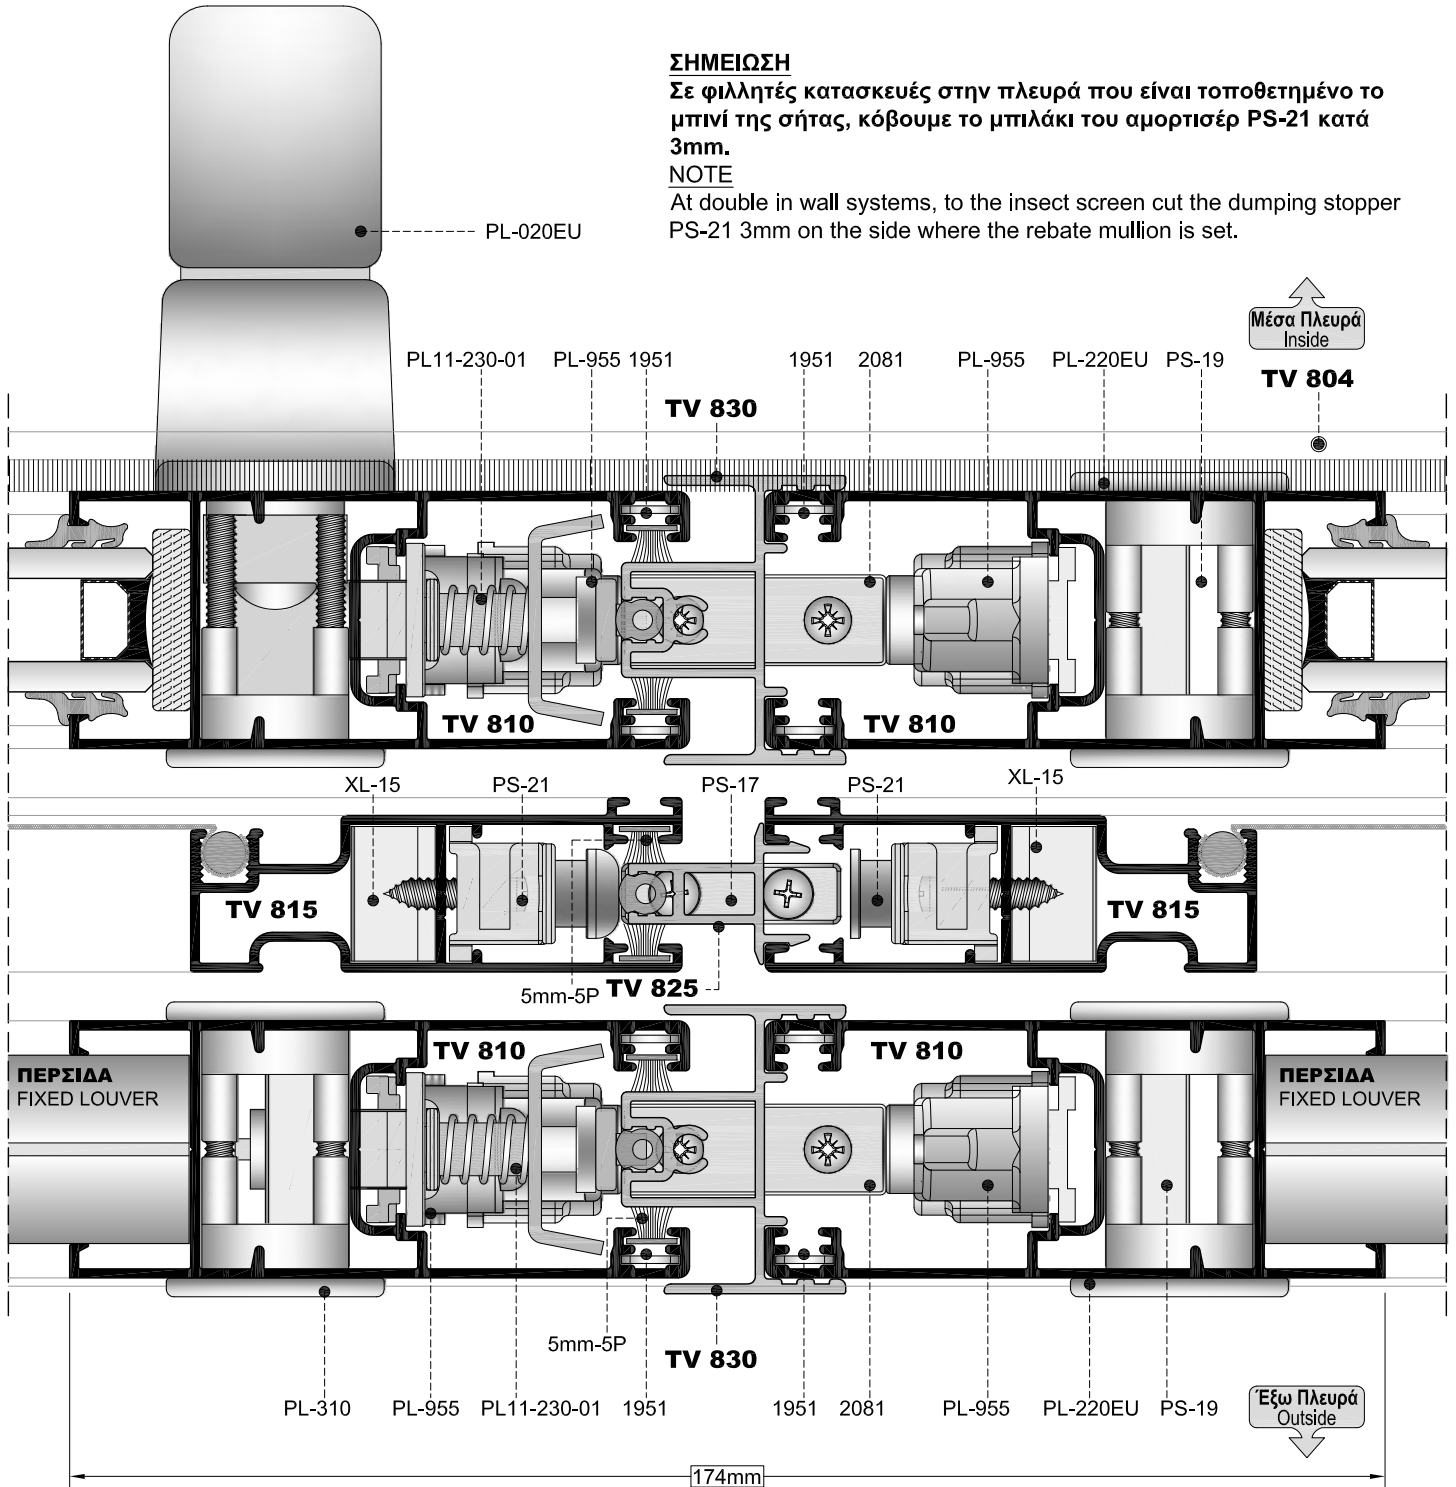 ΣΗΜΕΙΩΣΗ
Σε φιλλητές κατασκευές στην πλευρά που είναι τοποθετημένο το
μπινί της σήτας, κόβουμε το μπιλάκι του αμορτισέρ PS-21 κατά
3mm.
NOTE
At double in wall systems, to the insect screen cut the dumping stopper
PS-21 3mm on the side where the rebate mullion is set.
PL-020EU
Μέσα Πλευρά
Inside
PL11-230-01 PL-955 1951 1951 2081 PL-955 PL-220EU PS-19
TV 804
TV 830
TV 810 TV 810
XL-15 PS-21 PS-17 PS-21 XL-15
TV 815 TV 815
5mm-5P TV 825
TV 810 TV 810
ΠΕΡΣΙΔΑ
FIXED LOUVER
ΠΕΡΣΙΔΑ
FIXED LOUVER
5mm-5P
TV 830
PL-310 PL-955 PL11-230-01 1951 1951 2081 PL-955 PL-220EU PS-19
Έξω Πλευρά
Outside
174mm